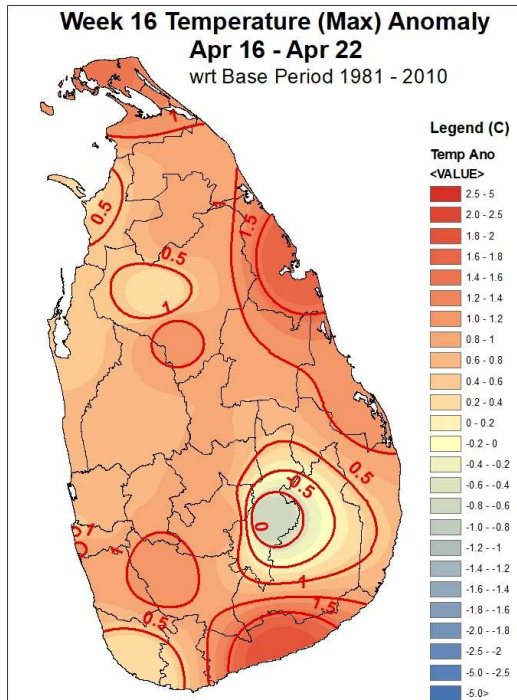 Week 16 Temperature (Max) Anomaly
Apr 16 - Apr 22
wrt Base Period 1981 - 2010
Legend (C)
Temp Ano
<VALUE>
2.5 - 5
2.0 - 2.5
1.8 - 2
1.6 - 1.8
1.4 - 1.6
1.2 - 1.4
1.0 - 1.2
0.8 - 1
0.6 - 0.8
0.4 - 0.6
0.2 - 0.4
0 - 0.2
-0.2 - 0
-0.4 - -0.2
-0.6 - -0.4
-0.8 - -0.6
-1.0 - -0.8
-1.2 - -1
-1.4 - -1.2
-1.6 - -1.4
-1.8 - -1.6
-2.0 - -1.8
-2.5 - -2
-5.0 - -2.5
-5.0>
1
0.5
1
1.5
0.5
1
0.5
-0.5
0
1
1
1
1.5
0.5